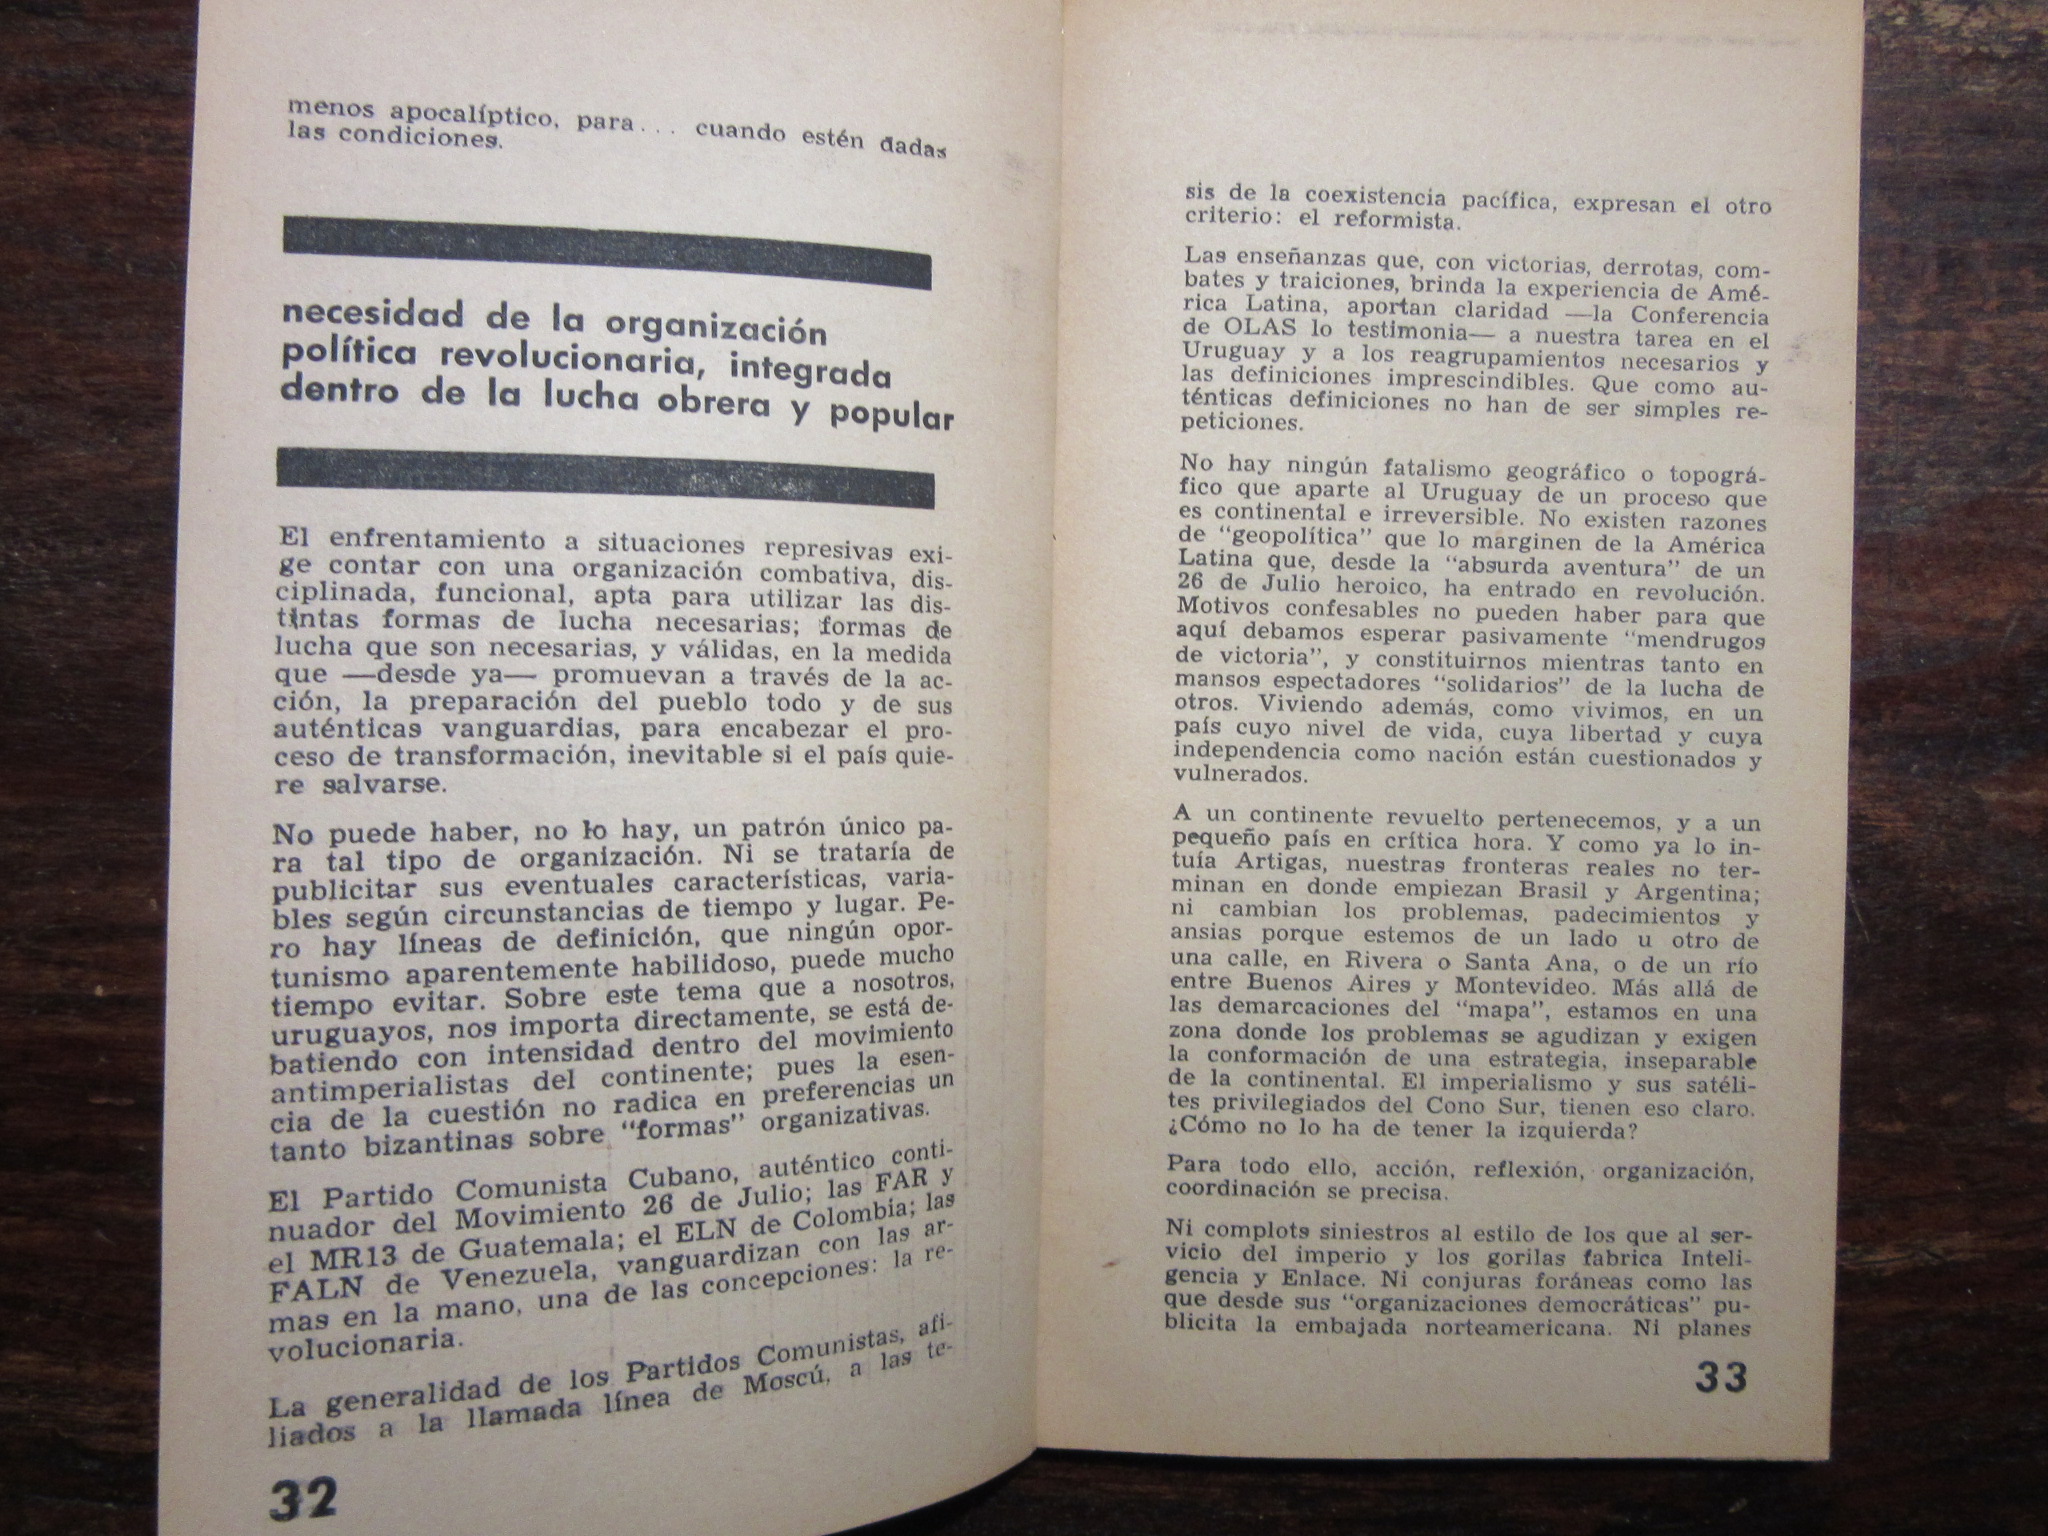 menos apocalíptico, para... cuando estén dadas
las condiciones.
necesidad de la organización
política revolucionaria, integrada
dentro de la lucha obrera y popular
El enfrentamiento a situaciones represivas exi-
ge contar con una organización combativa, dis-
ciplinada, funcional, apta para utilizar las dis-
tintas formas de lucha necesarias; formas de
lucha que son necesarias, y válidas, en la medida
que —desde ya— promuevan a través de la ac-
ción, la preparación del pueblo todo y de sus
auténticas vanguardias, para encabezar el pro-
ceso de transformación, inevitable si el país quie-
re salvarse.
No puede haber, no lo hay, un patrón único pa-
ra tal tipo de organización. Ni se trataría de
publicitar sus eventuales características, varia-
bles según circunstancias de tiempo y lugar. Pe-
ro hay líneas de definición, que ningún opor-
tunismo aparentemente habilidoso, puede mucho
tiempo evitar. Sobre este tema que a nosotros,
uruguayos, nos importa directamente, se está de-
batiendo con intensidad dentro del movimiento
antimperialistas del continente; pues la esen-
cia de la cuestión no radica en preferencias un
tanto bizantinas sobre "formas" organizativas.
El Partido Comunista Cubano, auténtico conti-
nuador del Movimiento 26 de Julio; las FAR y
el MR13 de Guatemala; el ELN de Colombia; las
FALN de Venezuela, vanguardizan con las ar-
mas en la mano, una de las concepciones: la re-
volucionaria.
La generalidad de los Partidos Comunistas, afi-
liados a la llamada línea de Moscú, a las te-
32
sis de la coexistencia pacífica, expresan el otro
criterio: el reformista.
Las enseñanzas que, con victorias, derrotas, com-
bates y traiciones, brinda la experiencia de Amé-
rica Latina, aportan claridad —la Conferencia
de OLAS lo testimonia— a nuestra tarea en el
Uruguay y a los reagrupamientos necesarios y
las definiciones imprescindibles. Que como au-
ténticas definiciones no han de ser simples re-
peticiones.
No hay ningún fatalismo geográfico o topográ-
fico que aparte al Uruguay de un proceso que
es continental e irreversible. No existen razones
de "geopolítica" que lo marginen de la América
Latina que, desde la "absurda aventura" de un
26 de Julio heroico, ha entrado en revolución.
Motivos confesables no pueden haber para que
aquí debamos esperar pasivamente "mendrugos
de victoria", y constituirnos mientras tanto en
mansos espectadores "solidarios" de la lucha de
otros. Viviendo además, como vivimos, en un
país cuyo nivel de vida, cuya libertad y cuya
independencia como nación están cuestionados y
vulnerados.
A un continente revuelto pertenecemos, y a un
pequeño país en crítica hora. Y como ya lo in-
tuía Artigas, nuestras fronteras reales no ter-
minan en donde empiezan Brasil y Argentina;
ni cambian los problemas, padecimientos y
ansias porque estemos de un lado u otro de
una calle, en Rivera o Santa Ana, o de un río
entre Buenos Aires y Montevideo. Más allá de
las demarcaciones del "mapa", estamos en una
zona donde los problemas se agudizan y exigen
la conformación de una estrategia, inseparable
de la continental. El imperialismo y sus satéli-
tes privilegiados del Cono Sur, tienen eso claro.
¿Cómo no lo ha de tener la izquierda?
Para todo ello, acción, reflexión, organización,
coordinación se precisa.
Ni complots siniestros al estilo de los que al ser-
vicio del imperio y los gorilas fabrica Inteli-
gencia y Enlace. Ni conjuras foráneas como las
que desde sus "organizaciones democráticas" pu-
blicita la embajada norteamericana. Ni planes
33